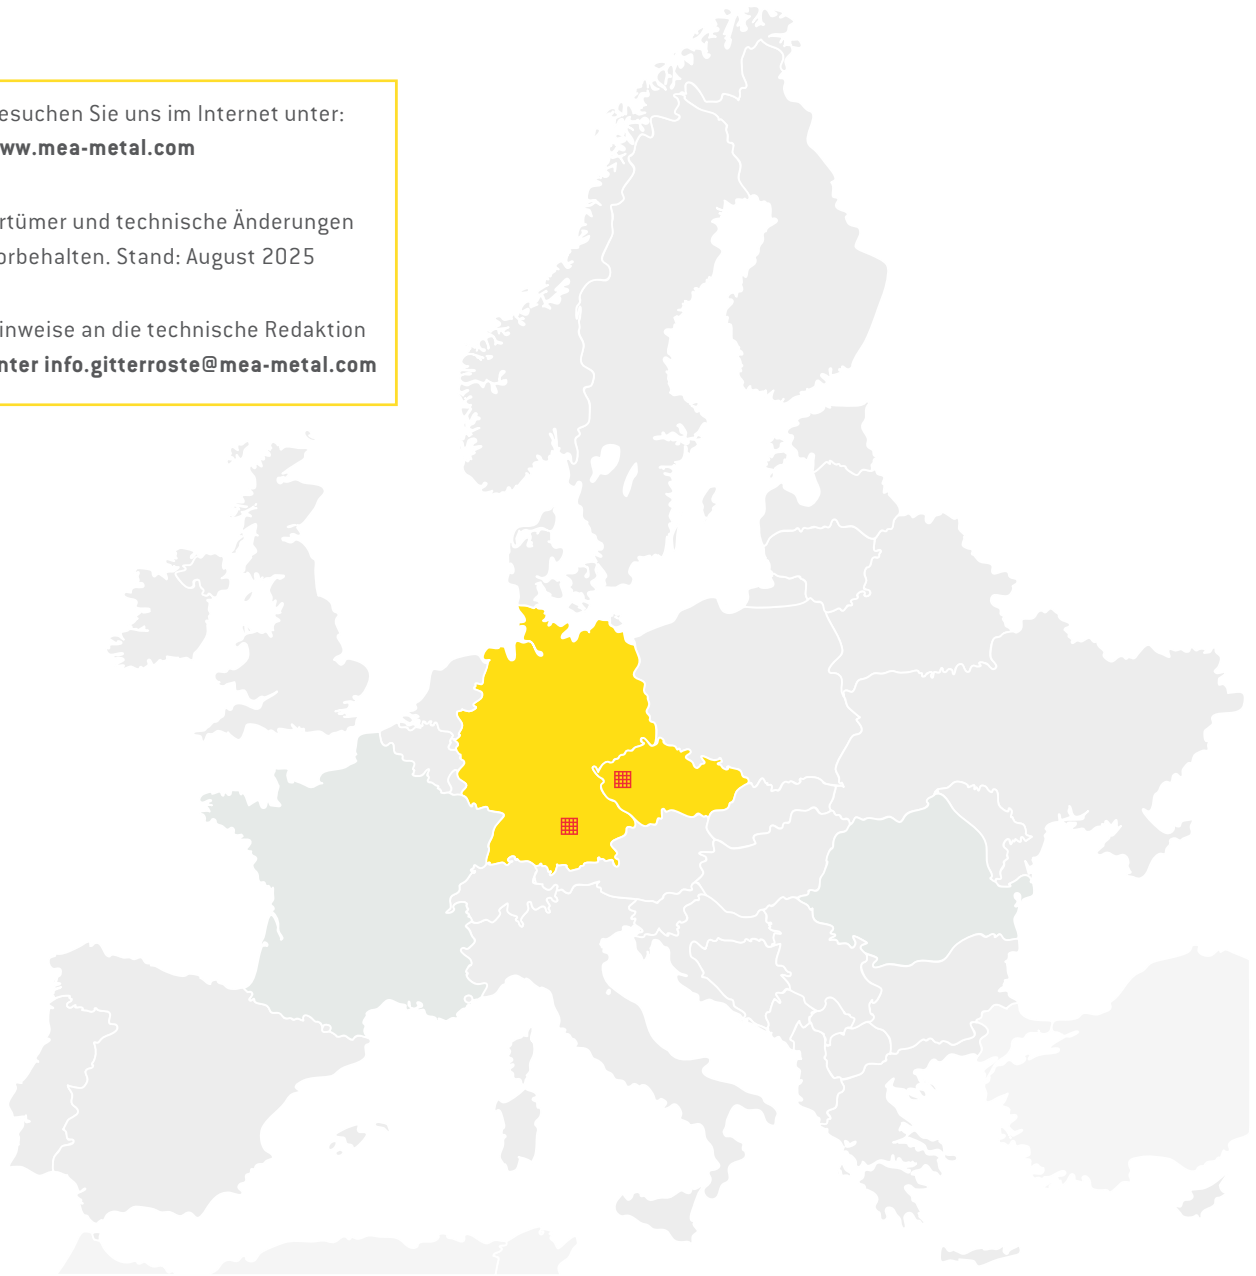 esuchen Sie uns im Internet unter:
ww.mea-metal.com
rtümer und technische Änderungen
orbehalten. Stand: August 2025
inweise an die technische Redaktion
nter info.gitterroste@mea-metal.com